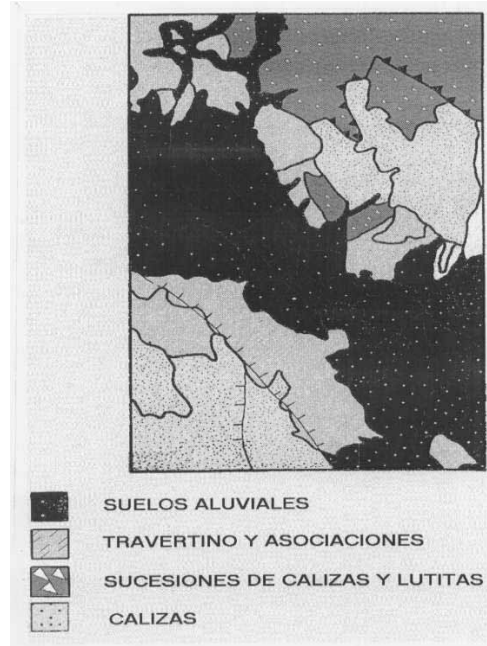 SUELOS ALUVIALES
TRAVERTINO Y ASOCIACIONES
SUCESIONES DE CALIZAS Y LUTITAS
CALIZAS